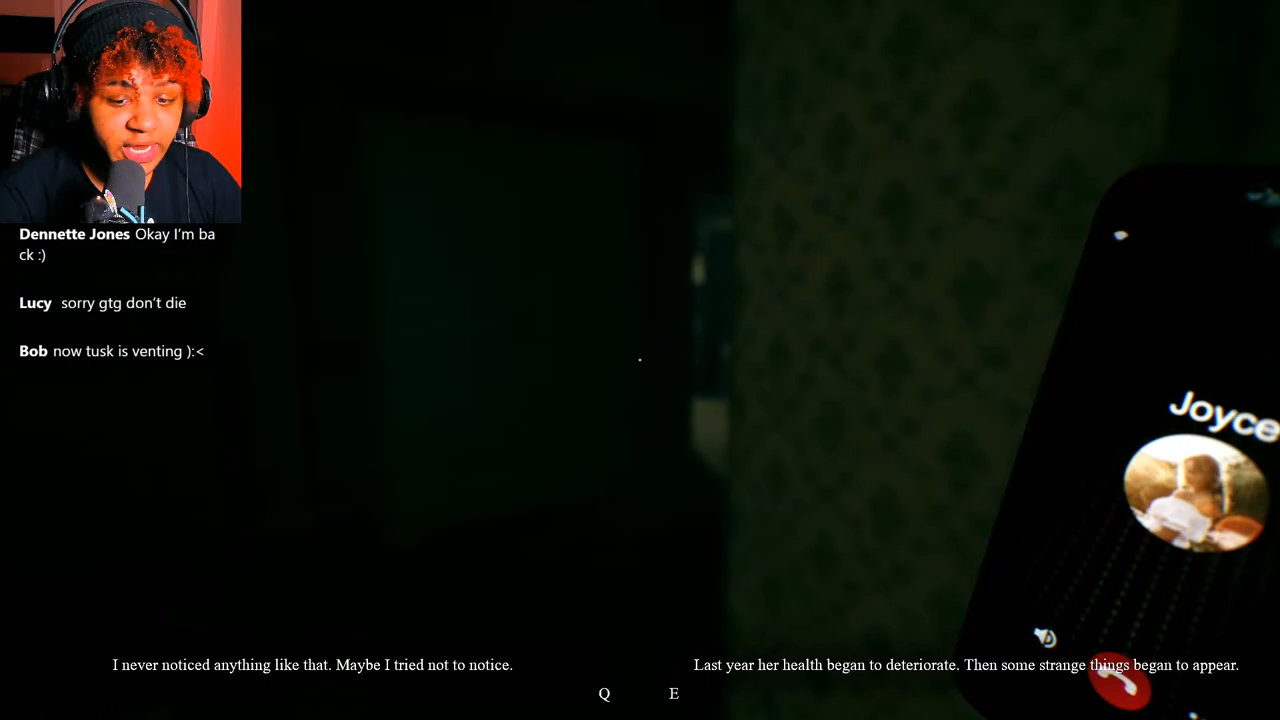 Dennette Jones Okay I'm ba
ck :)
Lucy sorry gtg don't die
Bob now tusk is venting ):<
Joyce
I never noticed anything like that. Maybe I tried not to notice.
Last year her health began to deteriorate. Then some strange things began to appear.
Q
E